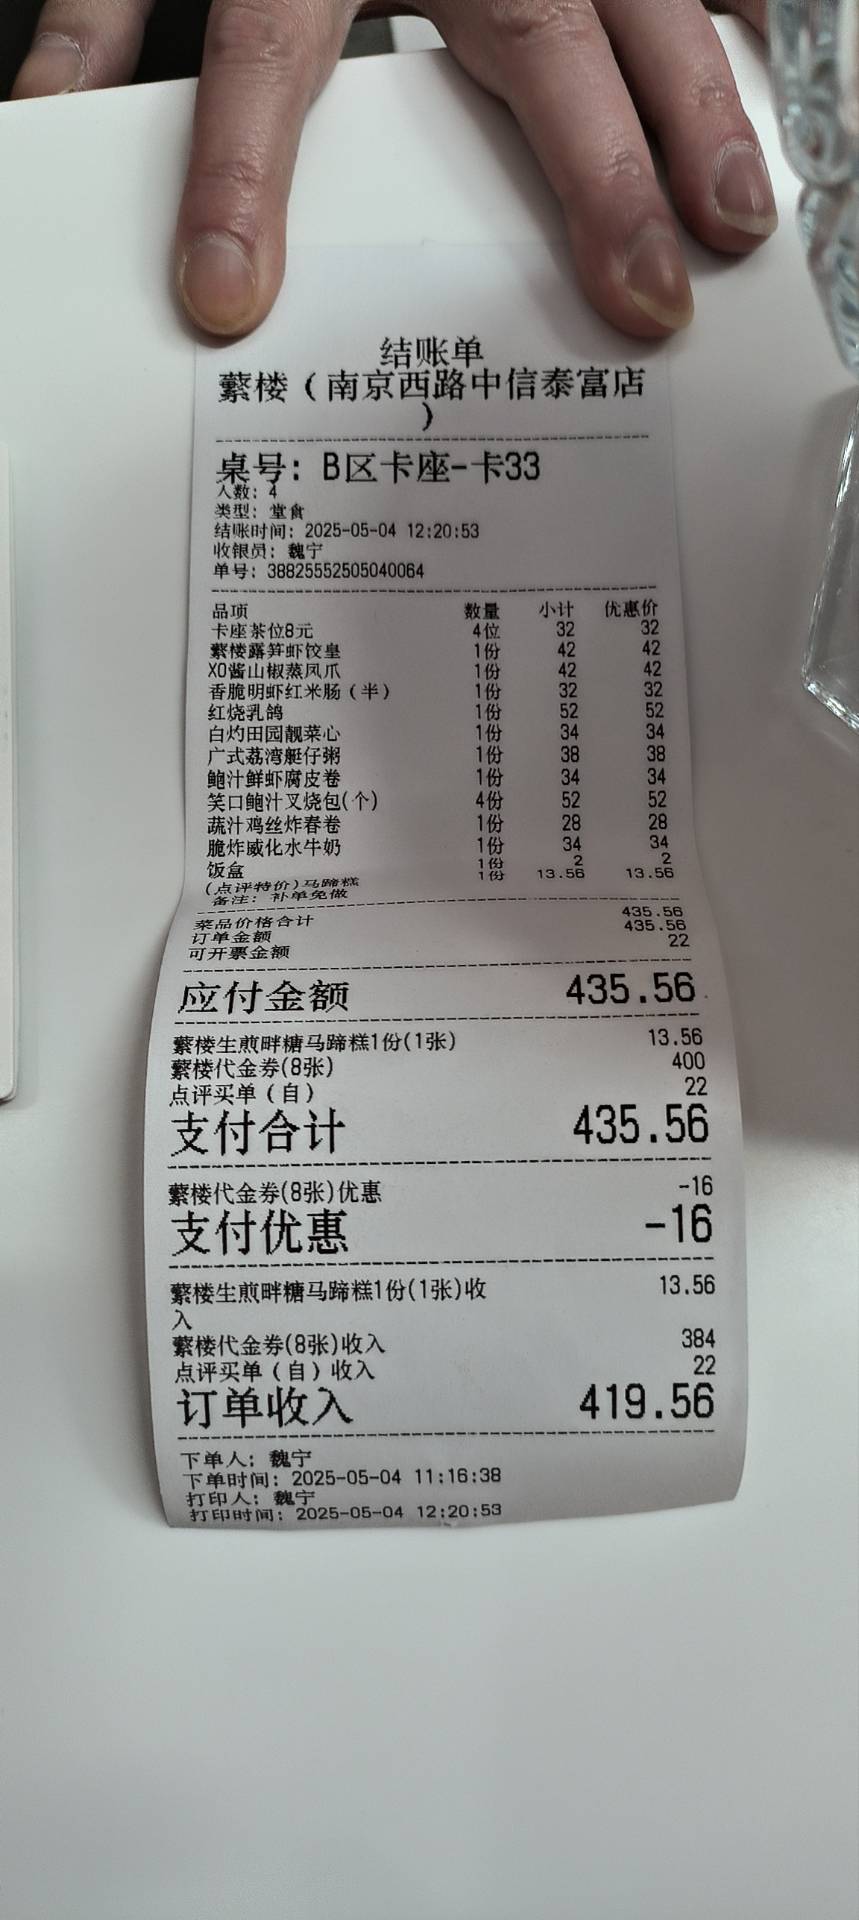 结账单
蘩楼（南京西路中信泰富店
）
桌号: B区卡座-卡33
人数: 4
类型: 堂食
结账时间: 2025-05-04 12:20:53
收银员: 魏宁
单号: 38825552505040064
品项 数量 小计 优惠价
卡座茶位8元 4位 32 32
蘩楼露笋虾饺皇 1份 42 42
XO酱山椒蒸凤爪 1份 42 42
香脆明虾红米肠（半） 1份 32 32
红烧乳鸽 1份 52 52
白灼田园靓菜心 1份 34 34
广式荔湾艇仔粥 1份 38 38
鲍汁鲜虾腐皮卷 1份 34 34
笑口鲍汁叉烧包(个) 4份 52 52
蔬汁鸡丝炸春卷 1份 28 28
脆炸威化水牛奶 1份 34 34
饭盒 1份 2 2
(点评特价)马蹄糕 1份 13.56 13.56
备注: 补单免做
菜品价格合计 435.56
订单金额 435.56
可开票金额 22
应付金额 435.56
蘩楼生煎畔糖马蹄糕1份(1张) 13.56
蘩楼代金券(8张) 400
点评买单（自） 22
支付合计 435.56
蘩楼代金券(8张)优惠 -16
支付优惠 -16
蘩楼生煎畔糖马蹄糕1份(1张)收 13.56
入
蘩楼代金券(8张)收入 384
点评买单（自）收入 22
订单收入 419.56
下单人: 魏宁
下单时间: 2025-05-04 11:16:38
打印人: 魏宁
打印时间: 2025-05-04 12:20:53